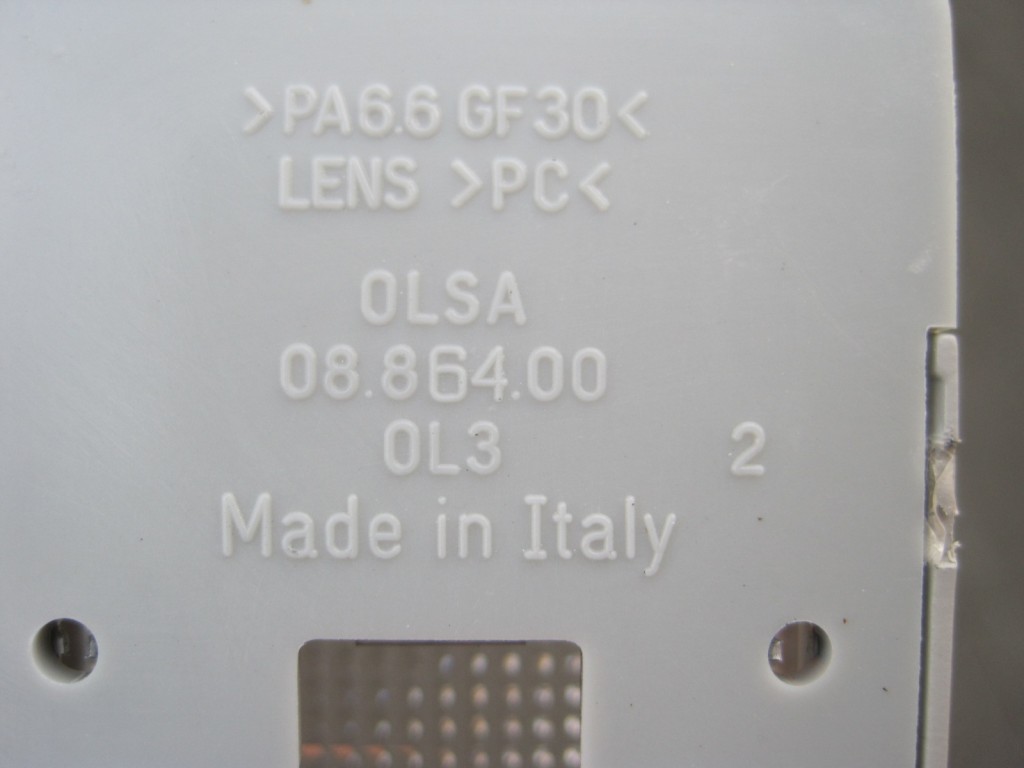 >PA6.6 GF30<
LENS >PC<
OLSA
08.864.00
OL3 2
Made in Italy